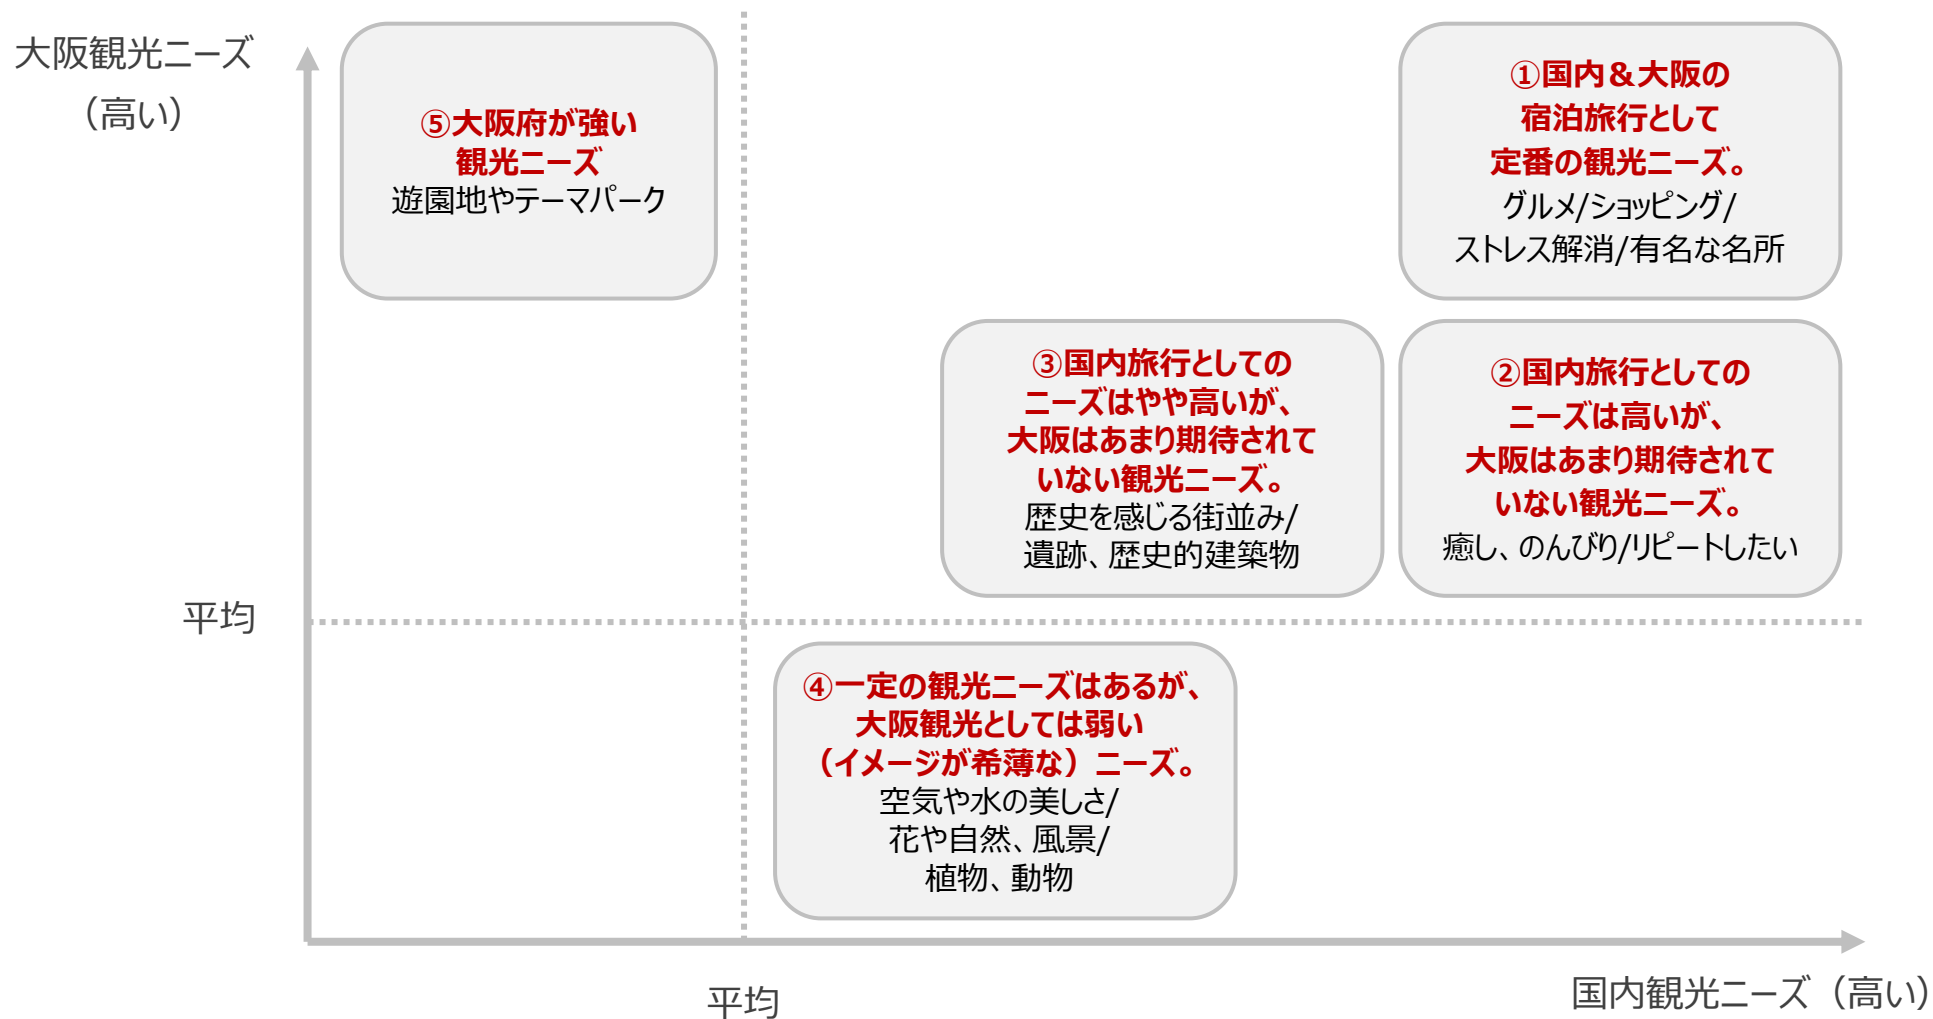 大阪観光ニーズ
（高い）
⑤大阪府が強い
観光ニーズ
遊園地やテーマパーク
①国内＆大阪の
宿泊旅行として
定番の観光ニーズ。
グルメ/ショッピング/
ストレス解消/有名な名所
③国内旅行としての
ニーズはやや高いが、
大阪はあまり期待されて
いない観光ニーズ。
歴史を感じる街並み/
遺跡、歴史的建築物
②国内旅行としての
ニーズは高いが、
大阪はあまり期待されて
いない観光ニーズ。
癒し、のんびり/リピートしたい
平均
④一定の観光ニーズはあるが、
大阪観光としては弱い
（イメージが希薄な）ニーズ。
空気や水の美しさ/
花や自然、風景/
植物、動物
平均
国内観光ニーズ（高い）